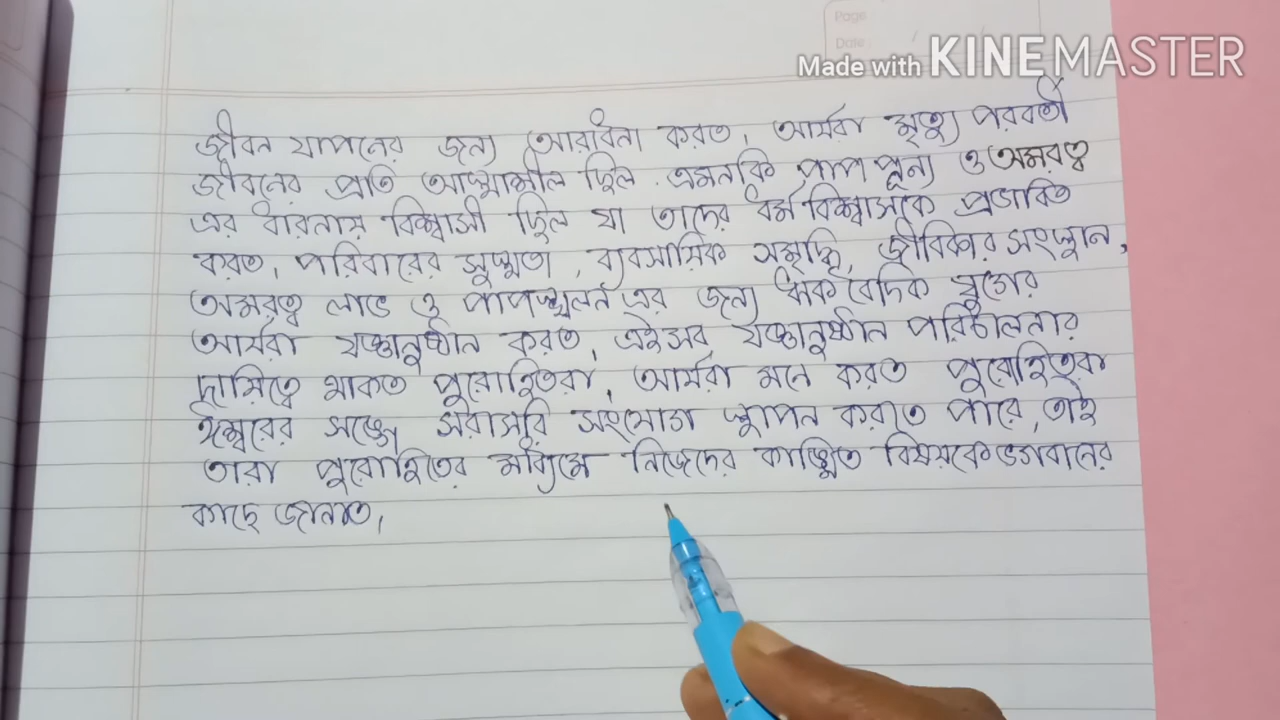 Page
Date
Made with KINEMASTER
জীবন যাপনের জন্য আরাধনা করত, আর্যরা মৃত্যু পরবর্তী
জীবনের প্রতি আস্থাশীল ছিল. এমনকি পাপ পূন্য ও অমরত্ব
এর ধারনায় বিশ্বাসী ছিল যা তাদের ধর্ম বিশ্বাসকে প্রভাবিত
করত, পরিবারের সুস্থতা, ব্যবসায়িক সমৃদ্ধি, জীবিকার সংস্থান,
অমরত্ব লাভ ও পাপস্খলন এর জন্য ঋক বৈদিক যুগের
আর্যরা যজ্ঞানুষ্ঠান করত, এইসব যজ্ঞানুষ্ঠান পরিচালনার
দায়িত্বে থাকত পুরোহিতরা, আর্যরা মনে করত পুরোহিতরা
ঈশ্বরের সঙ্গে সরাসরি সংযোগ স্থাপন করতে পারে, তাই
তারা পুরোহিতের মাধ্যমে নিজেদের কাঙ্খিত বিষয়কে ভগবানের
কাছে জানাত,